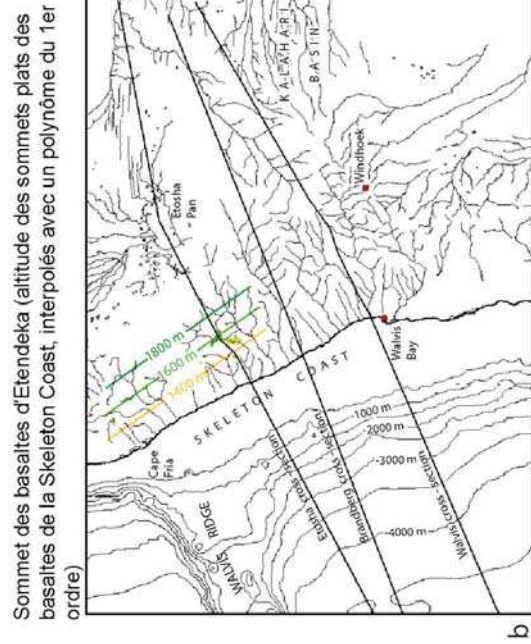 Sommet des basaltes d'Etendeka (altitude des sommets plats des
basaltes de la Skeleton Coast, interpolés avec un polynôme du 1er
ordre)
KALAHARI
BASIN
Etosha
Pan
Windhoek
1800 m
1600 m
1400 m
Cape
Fria
SKELETON COAST
Walvis
Bay
WALVIS RIDGE
-1000 m
-2000 m
-3000 m
-4000 m
Etosha cross-section
Brandberg cross-section
Walvis cross-section
b